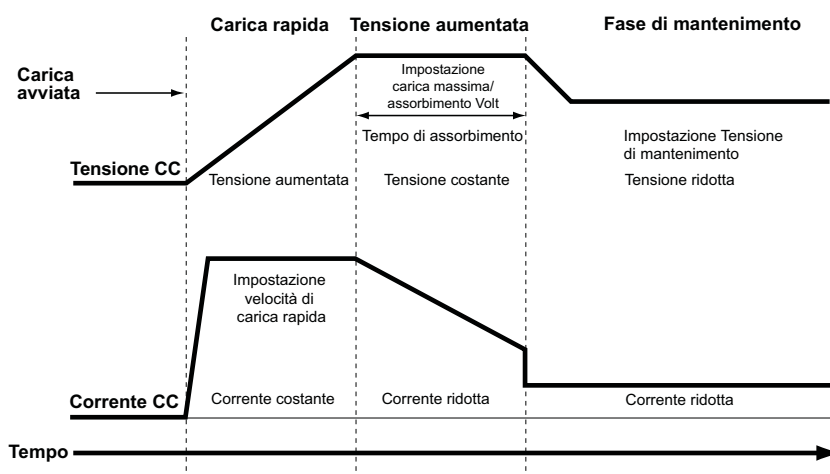 Carica rapida
Tensione aumentata
Fase di mantenimento
Carica
avviata
Impostazione
carica massima/
assorbimento Volt
Tempo di assorbimento
Impostazione Tensione
di mantenimento
Tensione CC
Tensione aumentata
Tensione costante
Tensione ridotta
Impostazione
velocità di
carica rapida
Corrente CC
Corrente costante
Corrente ridotta
Corrente ridotta
Tempo